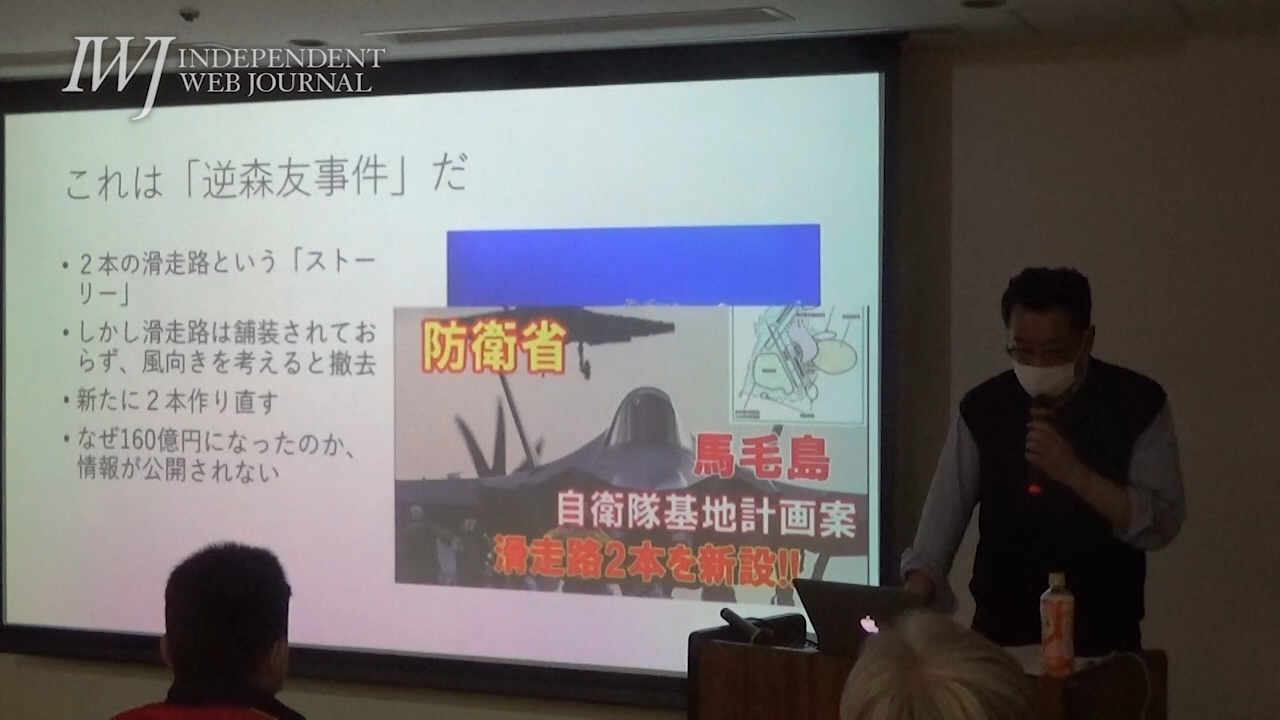 IWJ INDEPENDENT
WEB JOURNAL
これは「逆森友事件」だ
• ２本の滑走路という「ストー
リー」
• しかし滑走路は舗装されてお
らず、風向きを考えると撤去
• 新たに２本作り直す
• なぜ160億円になったのか、
情報が公開されない
防衛省
馬毛島
自衛隊基地計画案
滑走路2本を新設!!